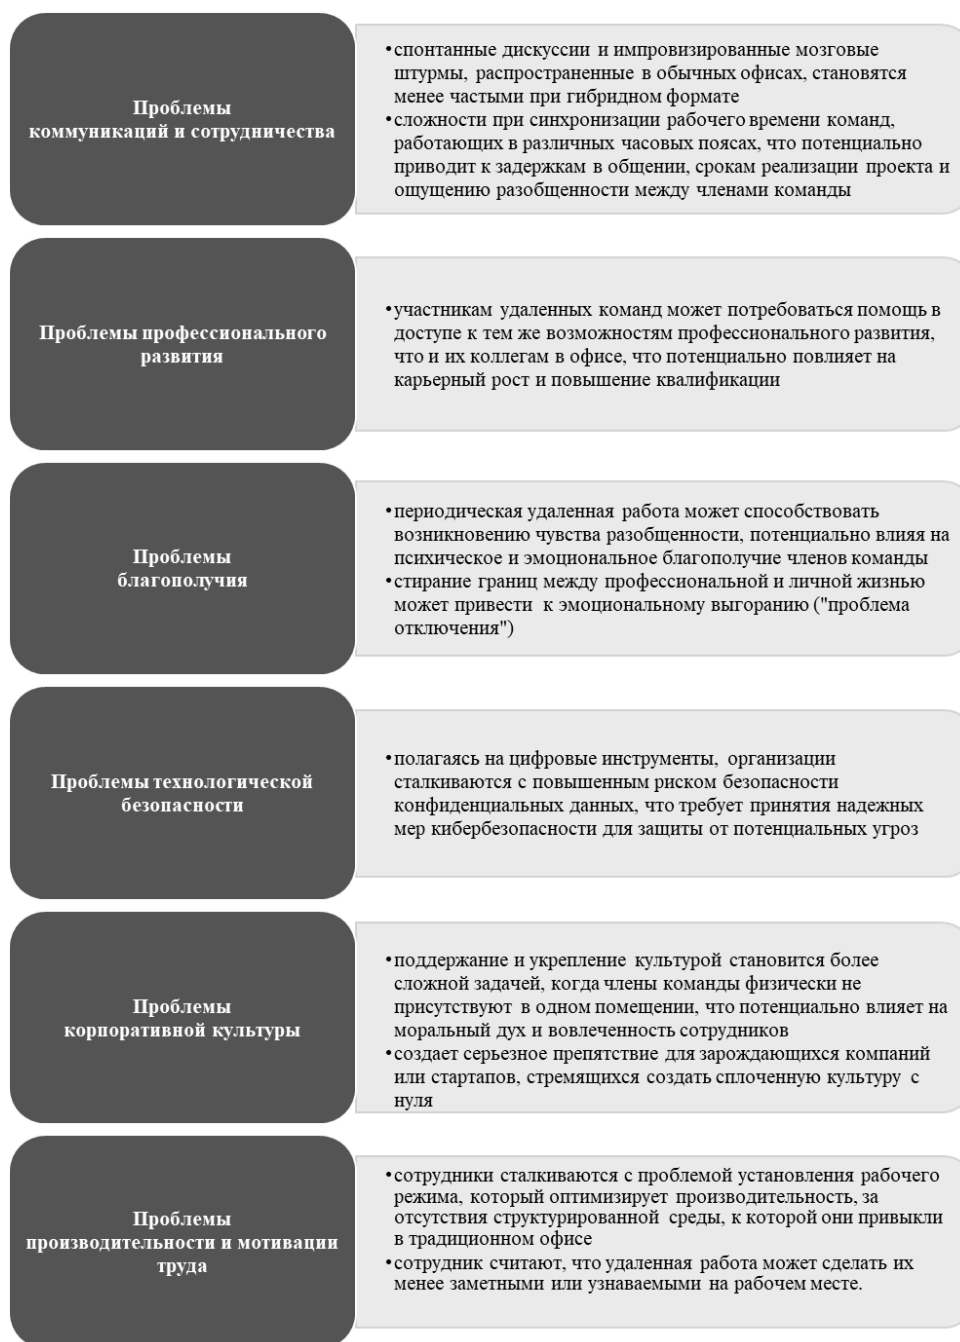 Проблемы
коммуникаций и сотрудничества
•спонтанные дискуссии и импровизированные мозговые
штурмы, распространенные в обычных офисах, становятся
менее частыми при гибридном формате
•сложности при синхронизации рабочего времени команд,
работающих в различных часовых поясах, что потенциально
приводит к задержкам в общении, срокам реализации проекта и
ощущению разобщенности между членами команды
Проблемы профессионального
развития
•участникам удаленных команд может потребоваться помощь в
доступе к тем же возможностям профессионального развития,
что и их коллегам в офисе, что потенциально повлияет на
карьерный рост и повышение квалификации
Проблемы
благополучия
•периодическая удаленная работа может способствовать
возникновению чувства разобщенности, потенциально влияя на
психическое и эмоциональное благополучие членов команды
•стирание границ между профессиональной и личной жизнью
может привести к эмоциональному выгоранию ("проблема
отключения")
Проблемы технологической
безопасности
•полагаясь на цифровые инструменты, организации
сталкиваются с повышенным риском безопасности
конфиденциальных данных, что требует принятия надежных
мер кибербезопасности для защиты от потенциальных угроз
Проблемы
корпоративной культуры
•поддержание и укрепление культурой становится более
сложной задачей, когда члены команды физически не
присутствуют в одном помещении, что потенциально влияет на
моральный дух и вовлеченность сотрудников
•создает серьезное препятствие для зарождающихся компаний
или стартапов, стремящихся создать сплоченную культуру с
нуля
Проблемы
производительности и мотивации
труда
•сотрудники сталкиваются с проблемой установления рабочего
режима, который оптимизирует производительность, за
отсутствия структурированной среды, к которой они привыкли
в традиционном офисе
•сотрудник считают, что удаленная работа может сделать их
менее заметными или узнаваемыми на рабочем месте.